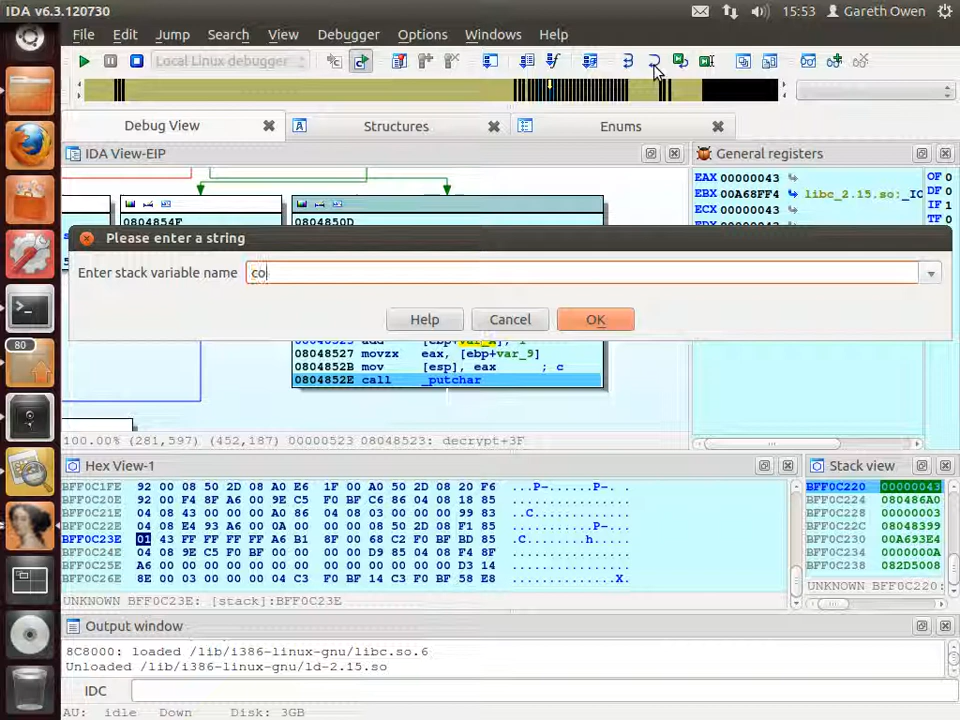 IDA v6.3.120730
15:53 Gareth Owen
File Edit Jump Search View Debugger Options Windows Help
Local Linux debugger
Debug View Structures Enums
IDA View-EIP General registers
EAX 00000043
EBX 00A68FF4 libc_2.15.so:_IO
ECX 00000043
OF 0
DF 0
IF 1
TF 0
0804854F 0804850D
Please enter a string
Enter stack variable name co
Help Cancel OK
[ebp+ 1
08048527 movzx eax, [ebp+var_9]
0804852B mov [esp], eax ; c
0804852E call _putchar
80
100.00% (281,597) (452,187) 00000523 08048523: decrypt+3F
Hex View-1 Stack view
BFF0C1FE 92 00 08 50 2D 08 A0 E6 1F 00 A0 50 2D 08 20 F6 ...P-......P-. .
BFF0C20E 92 00 F4 8F A6 00 9E C5 F0 BF C6 86 04 08 18 85 ................
BFF0C21E 04 08 43 00 00 00 A0 86 04 08 03 00 00 00 99 83 ..C.............
BFF0C22E 04 08 E4 93 A6 00 0A 00 00 00 08 50 2D 08 F1 85 ...........P-...
BFF0C23E 01 43 FF FF FF FF A6 B1 8F 00 68 C2 F0 BF BD 85 .C........h.....
BFF0C24E 04 08 9E C5 F0 BF 00 00 00 00 D9 85 04 08 F4 8F ................
BFF0C25E A6 00 00 00 00 00 00 00 00 00 00 00 00 00 D3 14 ................
BFF0C26E 8E 00 03 00 00 00 04 C3 F0 BF 14 C3 F0 BF 58 E8 ..............X.
UNKNOWN BFF0C23E: [stack]:BFF0C23E
BFF0C220 00000043
BFF0C224 080486A0
BFF0C228 00000003
BFF0C22C 08048399
BFF0C230 00A693E4
BFF0C234 0000000A
BFF0C238 082D5008
UNKNOWN BFF0C220:
Output window
8C8000: loaded /lib/i386-linux-gnu/libc.so.6
Unloaded /lib/i386-linux-gnu/ld-2.15.so
IDC
AU: idle Down Disk: 3GB